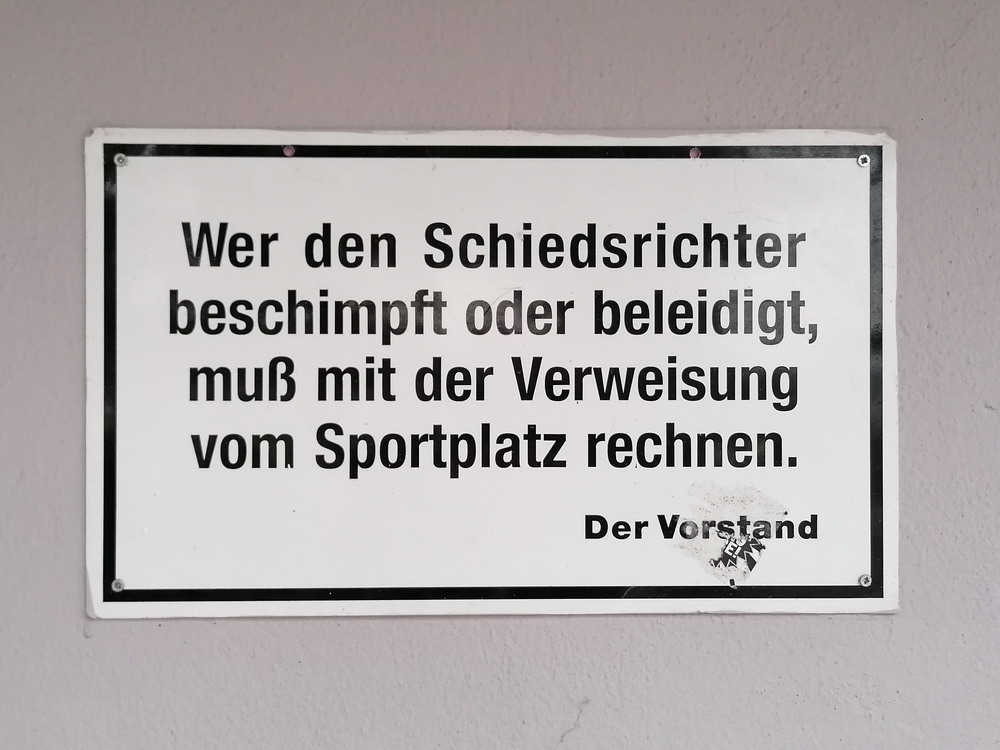 Wer den Schiedsrichter
beschimpft oder beleidigt,
muß mit der Verweisung
vom Sportplatz rechnen.
Der Vorstand